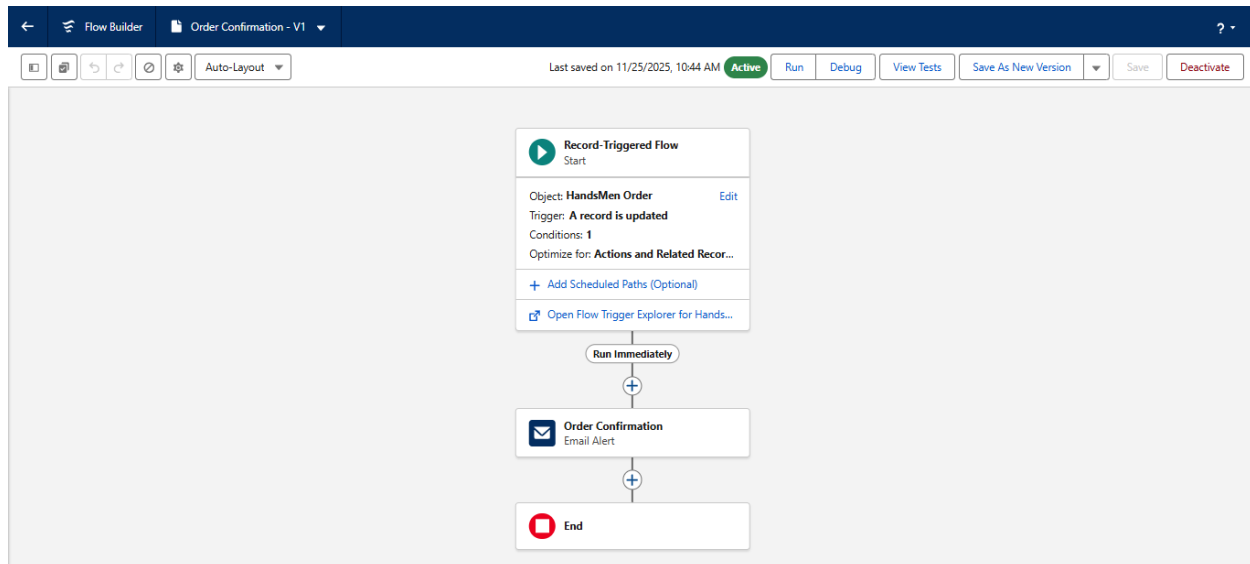 Flow Builder
Order Confirmation - V1
?
Auto-Layout
Last saved on 11/25/2025, 10:44 AM Active Run Debug View Tests Save As New Version Save Deactivate
Record-Triggered Flow
Start
Object: HandsMen Order Edit
Trigger: A record is updated
Conditions: 1
Optimize for: Actions and Related Recor...
Add Scheduled Paths (Optional)
Open Flow Trigger Explorer for Hands...
Run Immediately
Order Confirmation
Email Alert
End